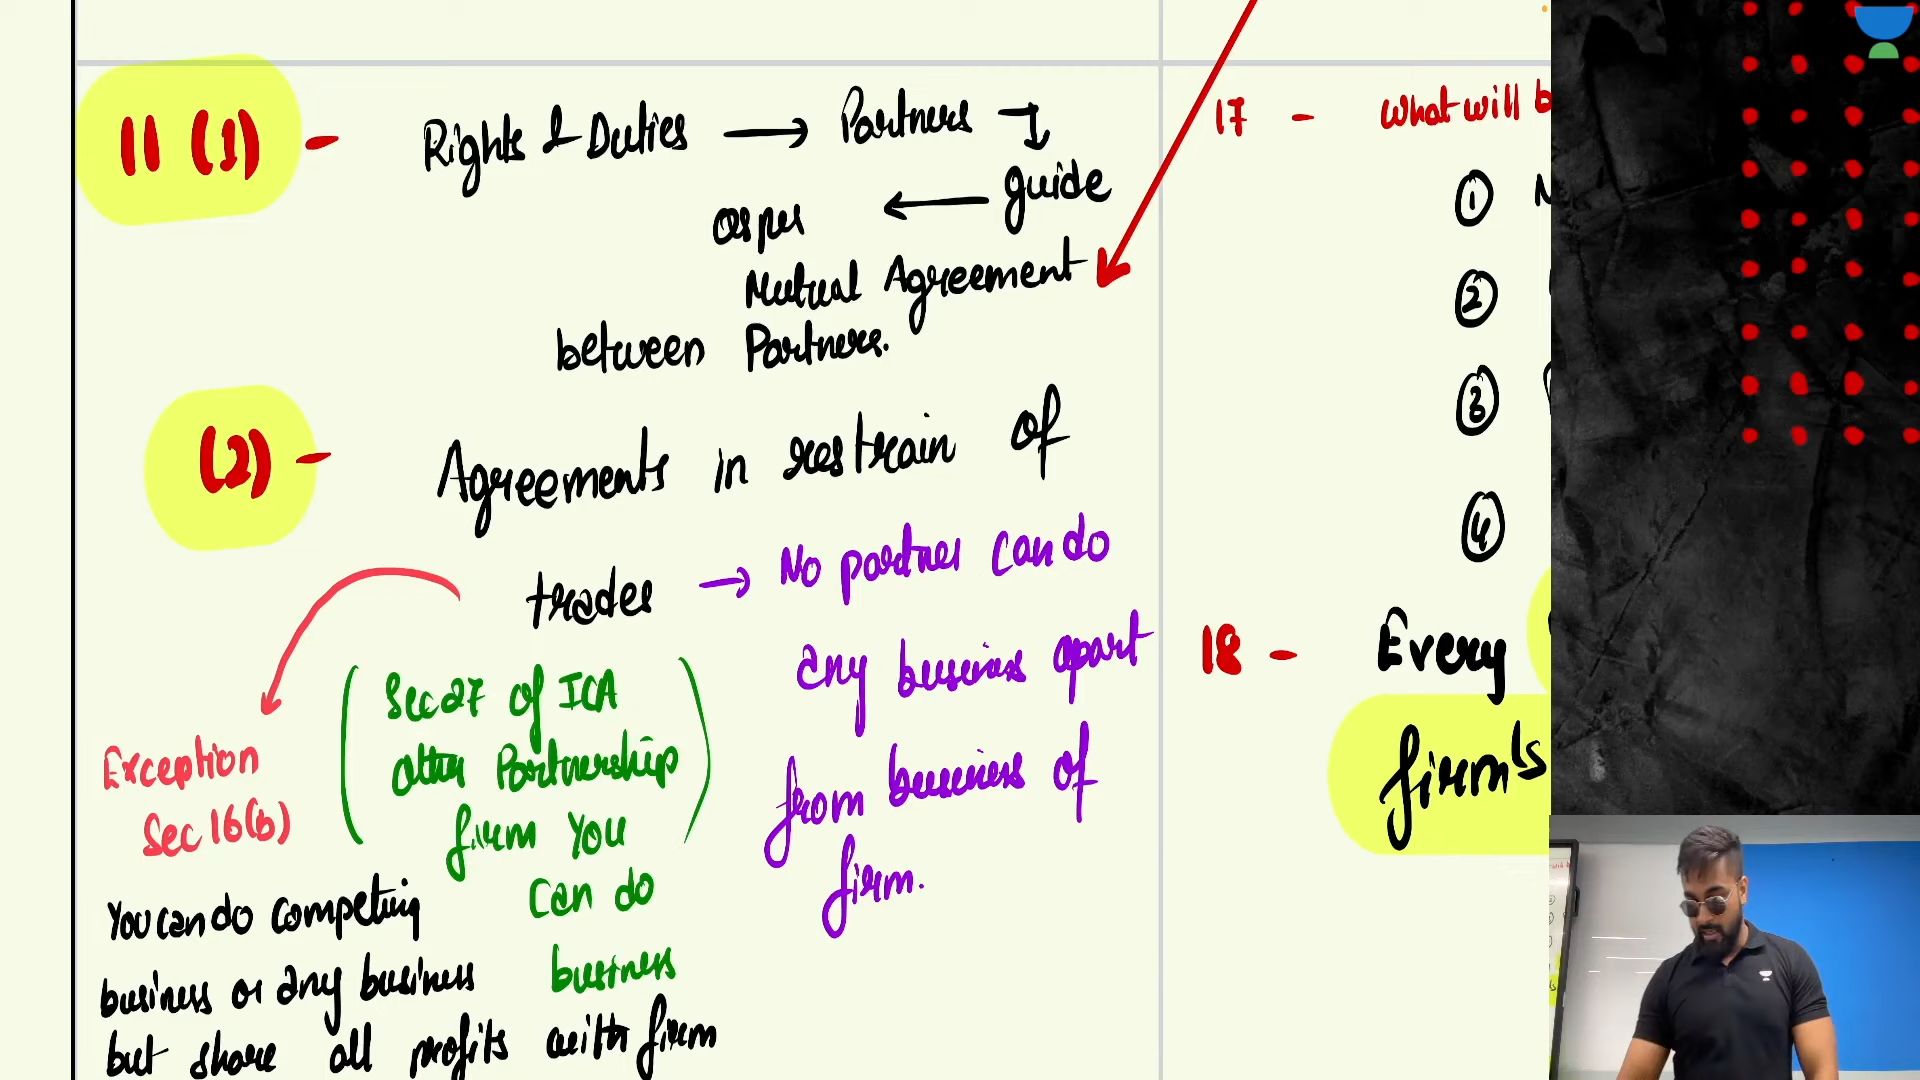 11 (1) - Rights & Duties → Partners
guide
as per ←
Mutual Agreement
between Partners.
(2) - Agreements in restrain of
trades → No partner can do
any business apart
from business of
firm.
(Sec 27 of ICA
other Partnership
firm You
can do
business)
Exception
Sec 16(b)
You can do competing
business or any business
but share all profits with firm
17 - What will b
①
②
③
④
18 - Every
firm's